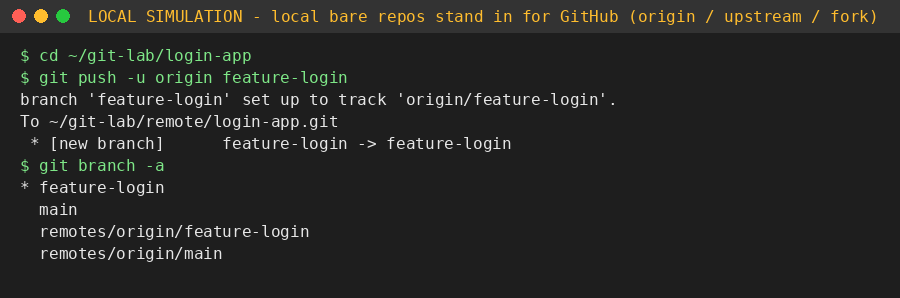 LOCAL SIMULATION - local bare repos stand in for GitHub (origin / upstream / fork)
$ cd ~/git-lab/login-app
$ git push -u origin feature-login
branch 'feature-login' set up to track 'origin/feature-login'.
To ~/git-lab/remote/login-app.git
 * [new branch]      feature-login -> feature-login
$ git branch -a
* feature-login
  main
  remotes/origin/feature-login
  remotes/origin/main